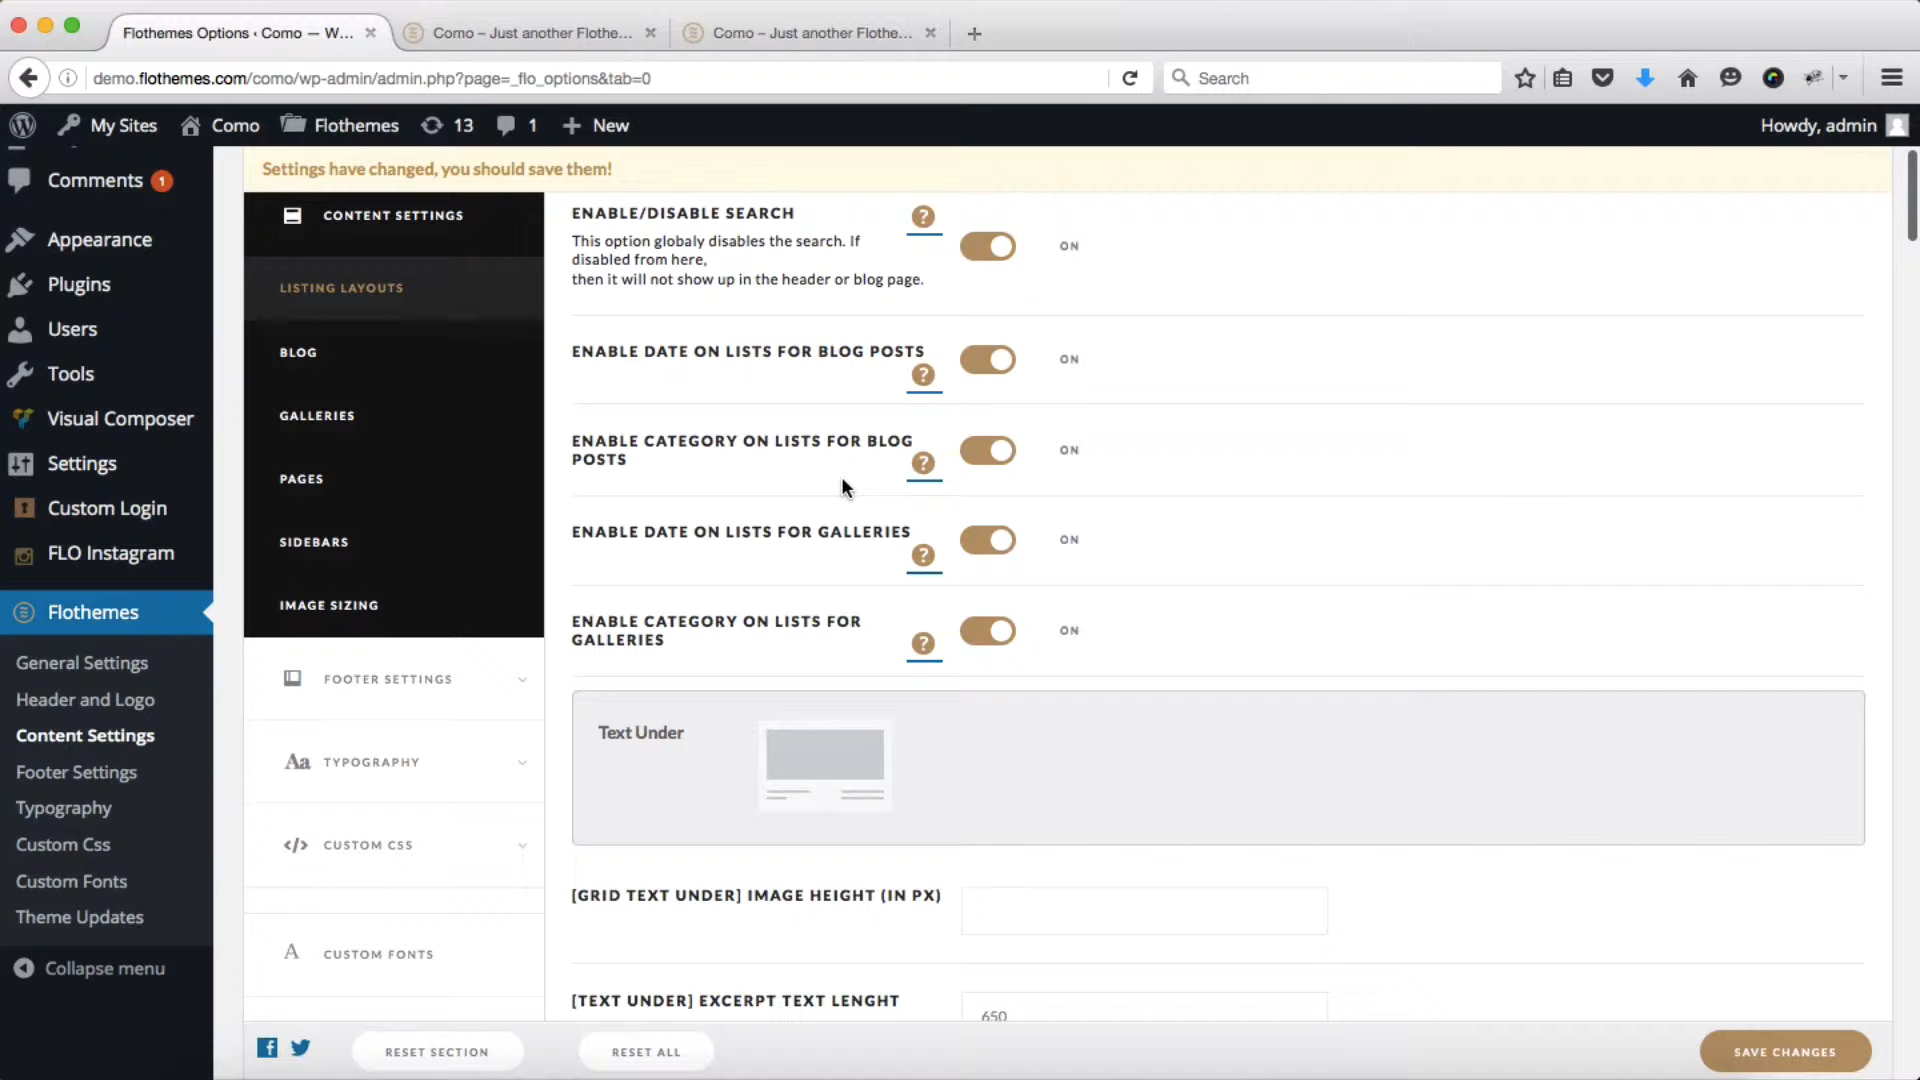 Flothemes Options ‹ Como — W...
Como – Just another Flothe...
Como – Just another Flothe...
demo.flothemes.com/como/wp-admin/admin.php?page=_flo_options&tab=0
Search
My Sites
Como
Flothemes
13
1
New
Howdy, admin
Comments 1
Appearance
Plugins
Users
Tools
Visual Composer
Settings
Custom Login
FLO Instagram
Flothemes
General Settings
Header and Logo
Content Settings
Footer Settings
Typography
Custom Css
Custom Fonts
Theme Updates
Collapse menu
Settings have changed, you should save them!
CONTENT SETTINGS
LISTING LAYOUTS
BLOG
GALLERIES
PAGES
SIDEBARS
IMAGE SIZING
FOOTER SETTINGS
Aa TYPOGRAPHY
</> CUSTOM CSS
A CUSTOM FONTS
ENABLE/DISABLE SEARCH
?
This option globaly disables the search. If
disabled from here,
then it will not show up in the header or blog page.
ON
ENABLE DATE ON LISTS FOR BLOG POSTS
?
ON
ENABLE CATEGORY ON LISTS FOR BLOG
POSTS
?
ON
ENABLE DATE ON LISTS FOR GALLERIES
?
ON
ENABLE CATEGORY ON LISTS FOR
GALLERIES
?
ON
Text Under
[GRID TEXT UNDER] IMAGE HEIGHT (IN PX)
[TEXT UNDER] EXCERPT TEXT LENGHT
650
RESET SECTION
RESET ALL
SAVE CHANGES